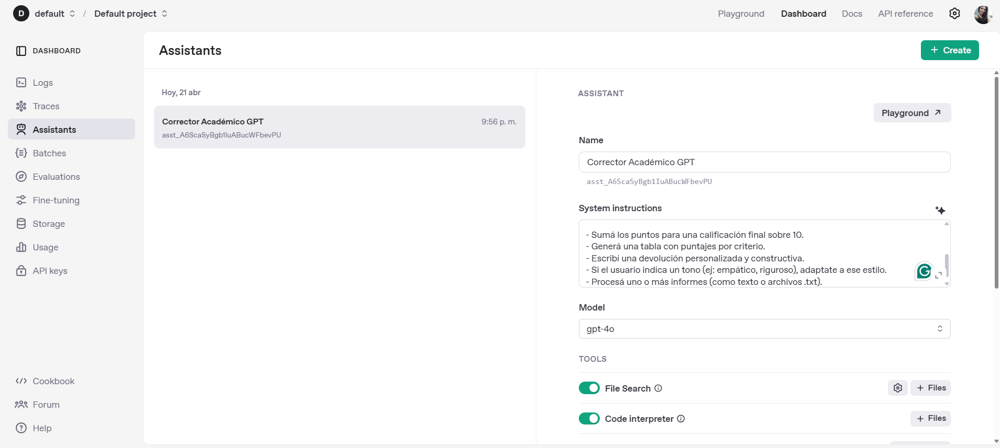 D default / Default project
Playground Dashboard Docs API reference
DASHBOARD
Logs
Traces
Assistants
Batches
Evaluations
Fine-tuning
Storage
Usage
API keys
Cookbook
Forum
Help
Assistants
+ Create
Hoy, 21 abr
Corrector Académico GPT 9:56 p. m.
asst_A6ScaSyBgb1IuABucWFbevPU
ASSISTANT
Playground
Name
Corrector Académico GPT
asst_A6ScaSyBgb1IuABucWFbevPU
System instructions
- Sumá los puntos para una calificación final sobre 10.
- Generá una tabla con puntajes por criterio.
- Escribí una devolución personalizada y constructiva.
- Si el usuario indica un tono (ej: empático, riguroso), adaptate a ese estilo.
- Procesá uno o más informes (como texto o archivos .txt).
Model
gpt-4o
TOOLS
File Search + Files
Code interpreter + Files